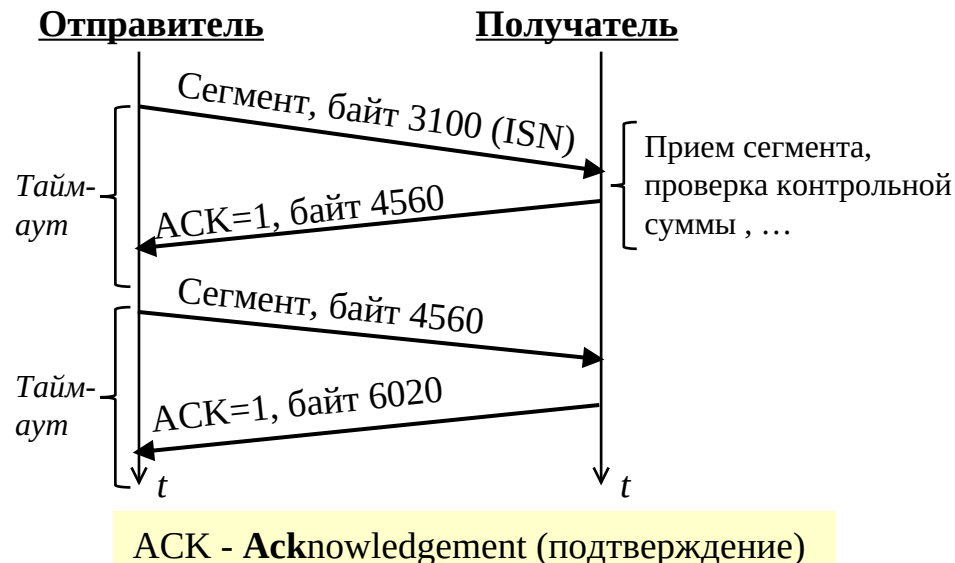 Отправитель
Получатель
Сегмент, байт 3100 (ISN)
Прием сегмента,
проверка контрольной
суммы , …
Тайм-
аут
ACK=1, байт 4560
Сегмент, байт 4560
Тайм-
аут
ACK=1, байт 6020
t
t
ACK - Acknowledgement (подтверждение)